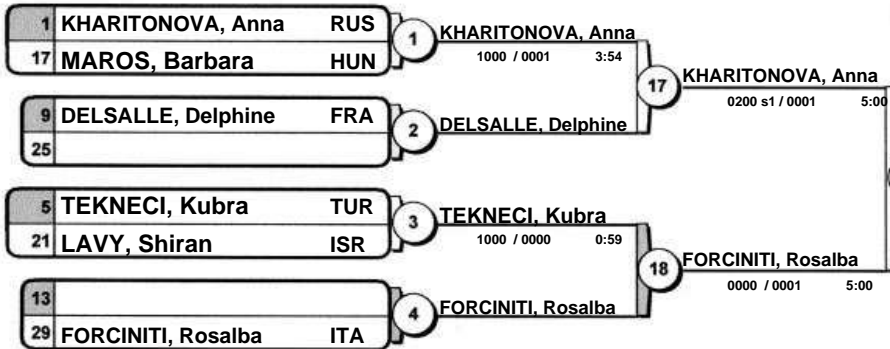 1 KHARITONOVA, Anna RUS
17 MAROS, Barbara HUN
1
KHARITONOVA, Anna
1000 / 0001 3:54
9 DELSALLE, Delphine FRA
25
2
DELSALLE, Delphine
17
KHARITONOVA, Anna
0200 s1 / 0001 5:00
5 TEKNECI, Kubra TUR
21 LAVY, Shiran ISR
3
TEKNECI, Kubra
1000 / 0000 0:59
13
29 FORCINITI, Rosalba ITA
4
FORCINITI, Rosalba
18
FORCINITI, Rosalba
0000 / 0001 5:00